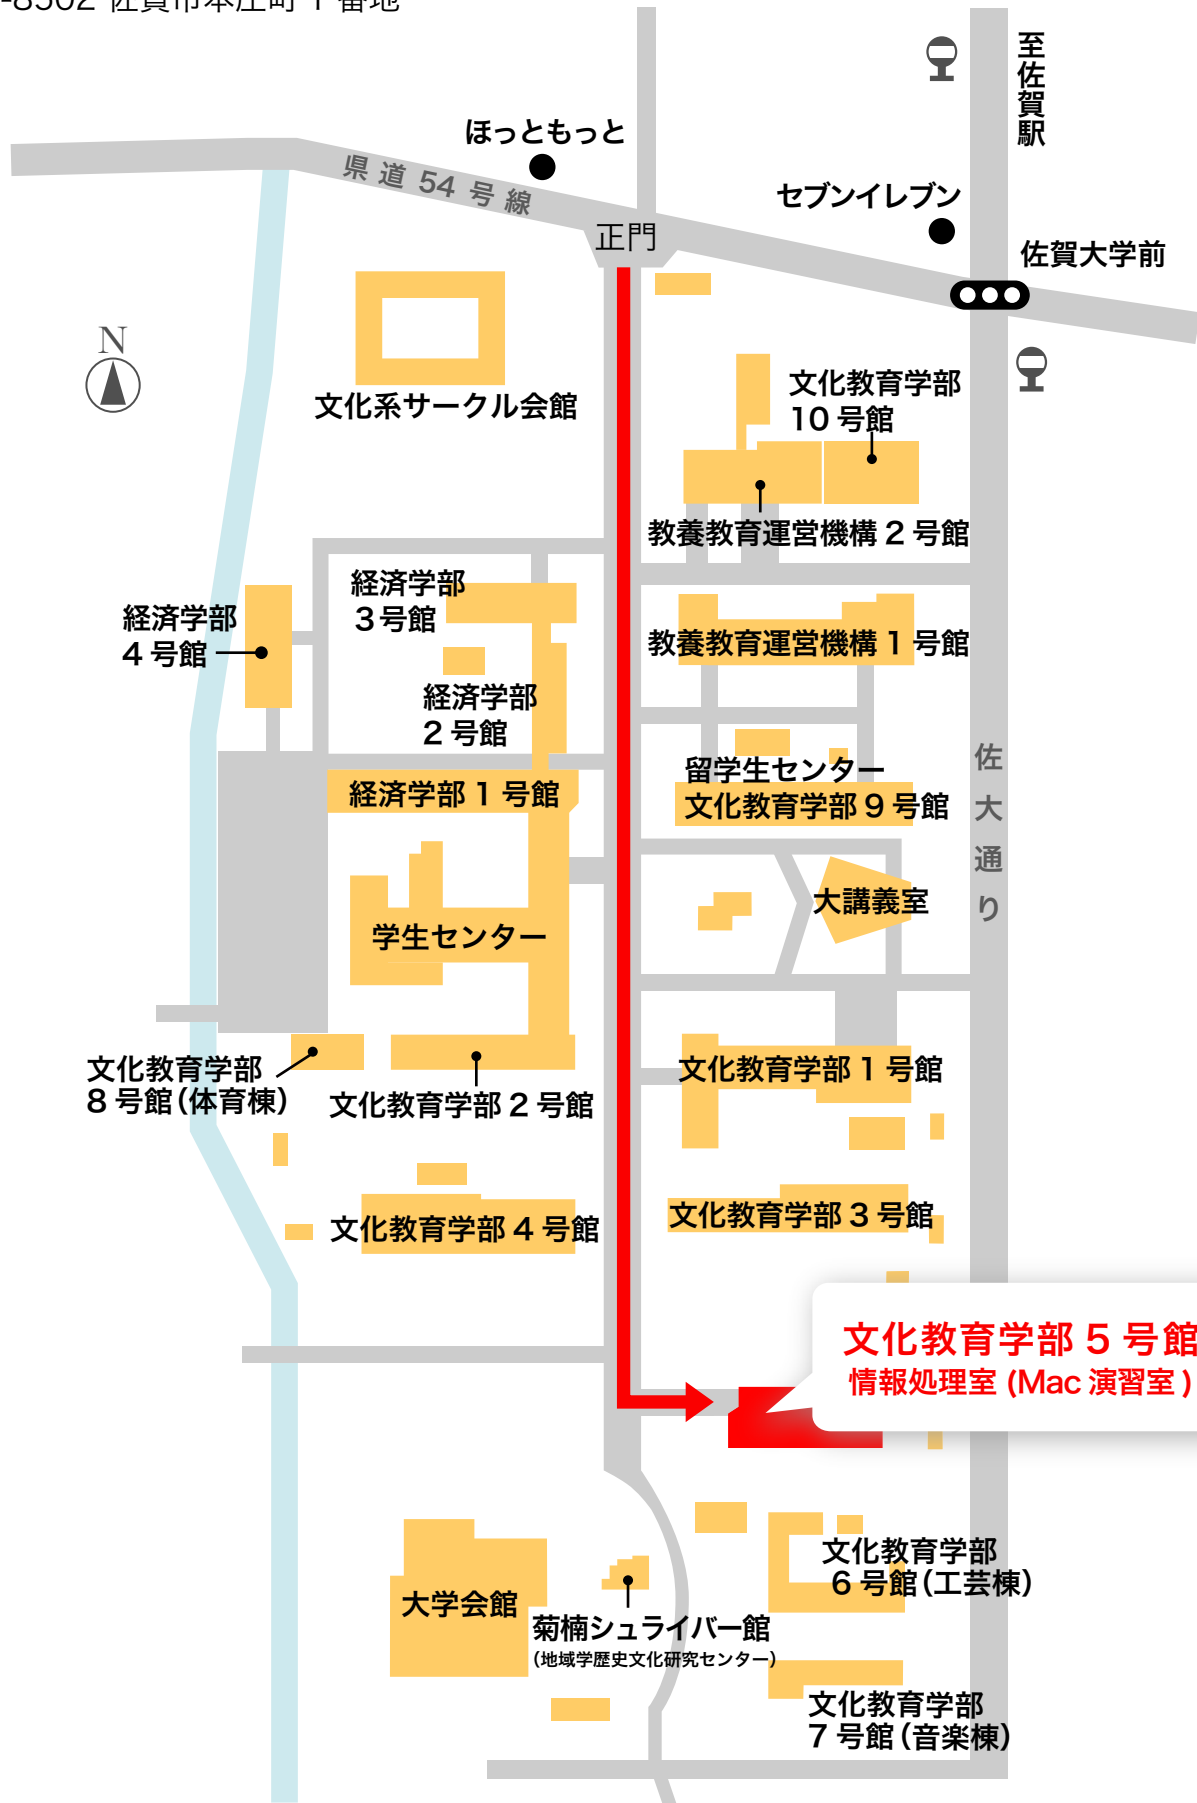 -8502 佐賀市本庄町 1 番地
至佐賀駅
ほっともっと
県道 54 号線
セブンイレブン
正門
佐賀大学前
N
文化教育学部
10 号館
文化系サークル会館
教養教育運営機構 2 号館
経済学部
3号館
経済学部
4 号館
教養教育運営機構 1 号館
経済学部
2 号館
佐大通り
留学生センター
経済学部 1 号館
文化教育学部 9 号館
大講義室
学生センター
文化教育学部
8 号館(体育棟)
文化教育学部 1 号館
文化教育学部 2 号館
文化教育学部 3 号館
文化教育学部 4 号館
文化教育学部 5 号館
情報処理室 (Mac 演習室 )
文化教育学部
6 号館(工芸棟)
大学会館
菊楠シュライバー館
(地域学歴史文化研究センター)
文化教育学部
7 号館(音楽棟)